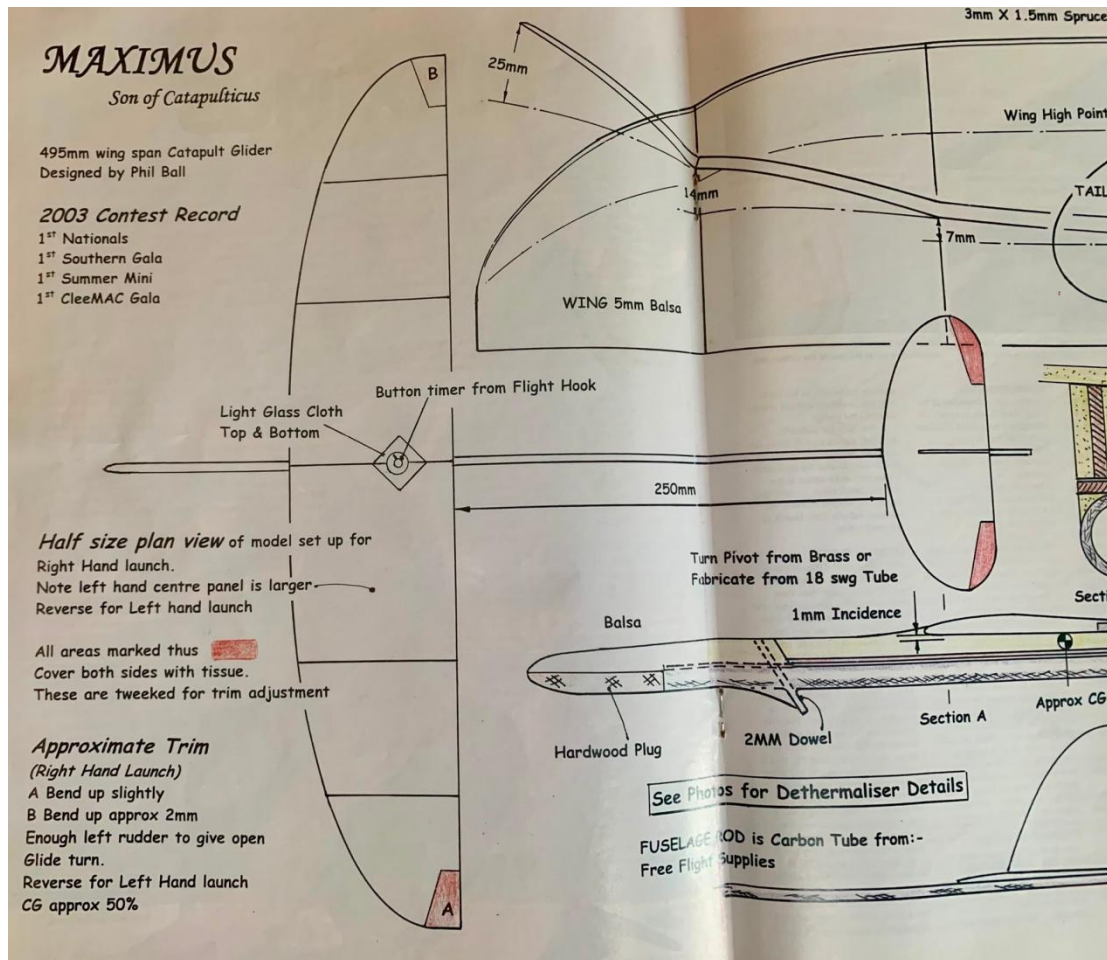 MAXIMUS
Son of Catapulticus
495mm wing span Catapult Glider
Designed by Phil Ball
2003 Contest Record
1st Nationals
1st Southern Gala
1st Summer Mini
1st CleeMAC Gala
B
Button timer from Flight Hook
Light Glass Cloth
Top & Bottom
Half size plan view of model set up for
Right Hand launch.
Note left hand centre panel is larger
Reverse for Left hand launch
All areas marked thus
Cover both sides with tissue.
These are tweeked for trim adjustment
Approximate Trim
(Right Hand Launch)
A Bend up slightly
B Bend up approx 2mm
Enough left rudder to give open
Glide turn.
Reverse for Left Hand launch
CG approx 50%
A
3mm X 1.5mm Spruce
25mm
Wing High Point
14mm
TAIL
7mm
WING 5mm Balsa
250mm
Turn Pivot from Brass or
Fabricate from 18 swg Tube
1mm Incidence
Balsa
Hardwood Plug
2MM Dowel
Section A
Approx CG
See Photos for Dethermaliser Details
FUSELAGE ROD is Carbon Tube from:-
Free Flight Supplies